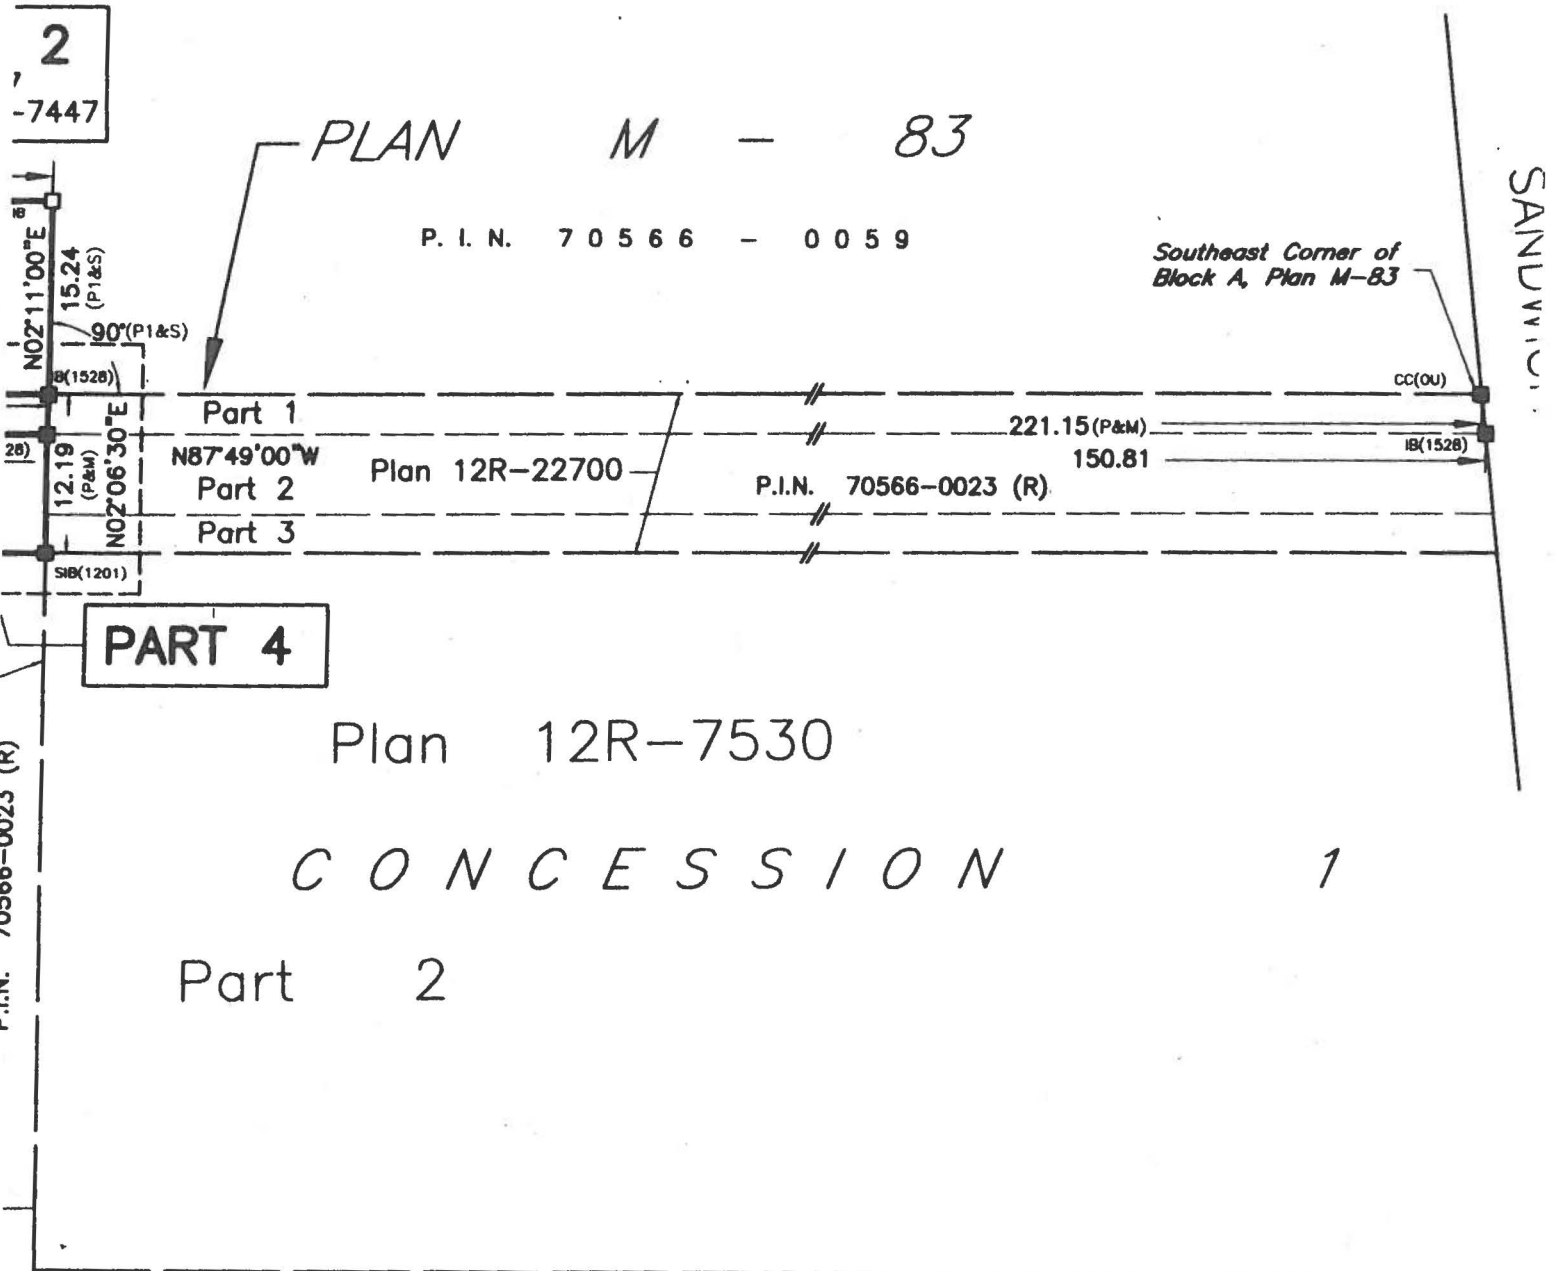 2
-7447
PLAN M - 83
P. I. N. 70566 - 0059
SANDWIC
Southeast Corner of
Block A, Plan M-83
IB
N02°11'00"E
15.24
(P1&S)
90°(P1&S)
B(1528)
CC(OU)
Part 1
221.15(P&M)
28)
12.19
(P&M)
N02°06'30"E
N87°49'00"W
Plan 12R-22700
150.81
IB(1528)
Part 2
P.I.N. 70566-0023 (R)
Part 3
SIB(1201)
PART 4
Plan 12R-7530
P.I.N. 70566-0023 (R)
CONCESSION 1
Part 2